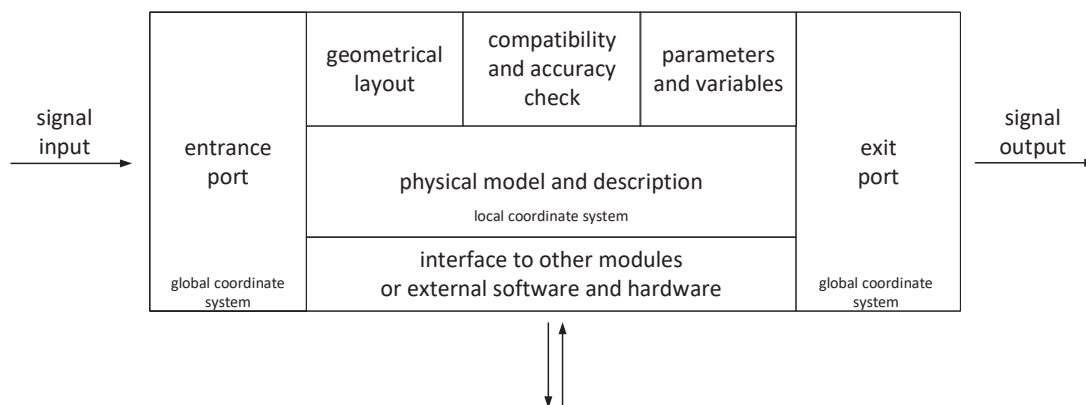 signal
input
entrance
port
global coordinate
system
geometrical
layout
compatibility
and accuracy
check
parameters
and variables
physical model and description
local coordinate system
interface to other modules
or external software and hardware
exit
port
global coordinate
system
signal
output